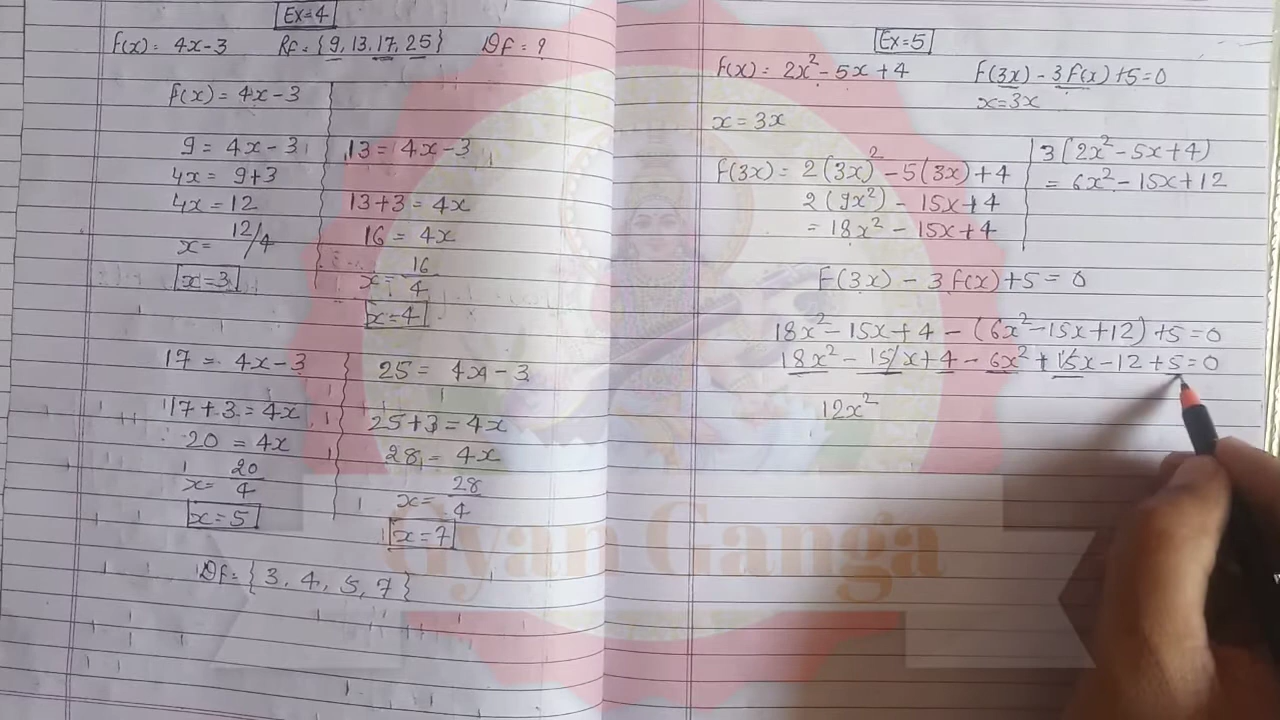 Ex=4
f(x) = 4x-3 Rf = {9, 13, 17, 25} Df = ?
f(x) = 4x-3
9 = 4x-3
4x = 9+3
4x = 12
x = 12/4
x=3
13 = 4x-3
13+3 = 4x
16 = 4x
x = 16/4
x=4
17 = 4x-3
17+3 = 4x
20 = 4x
x = 20/4
x=5
25 = 4x-3
25+3 = 4x
28 = 4x
x = 28/4
x=7
Df = {3, 4, 5, 7}
Ex=5
f(x) = 2x²-5x+4 f(3x) - 3f(x)+5=0
x=3x
x = 3x
f(3x) = 2(3x)²-5(3x)+4
2(9x²) - 15x+4
= 18x² - 15x+4
3(2x²-5x+4)
= 6x²-15x+12
f(3x) - 3f(x)+5 = 0
18x²-15x+4 - (6x²-15x+12)+5=0
18x² - 15x+4 - 6x²+15x-12+5=0
12x²
Gyan Ganga